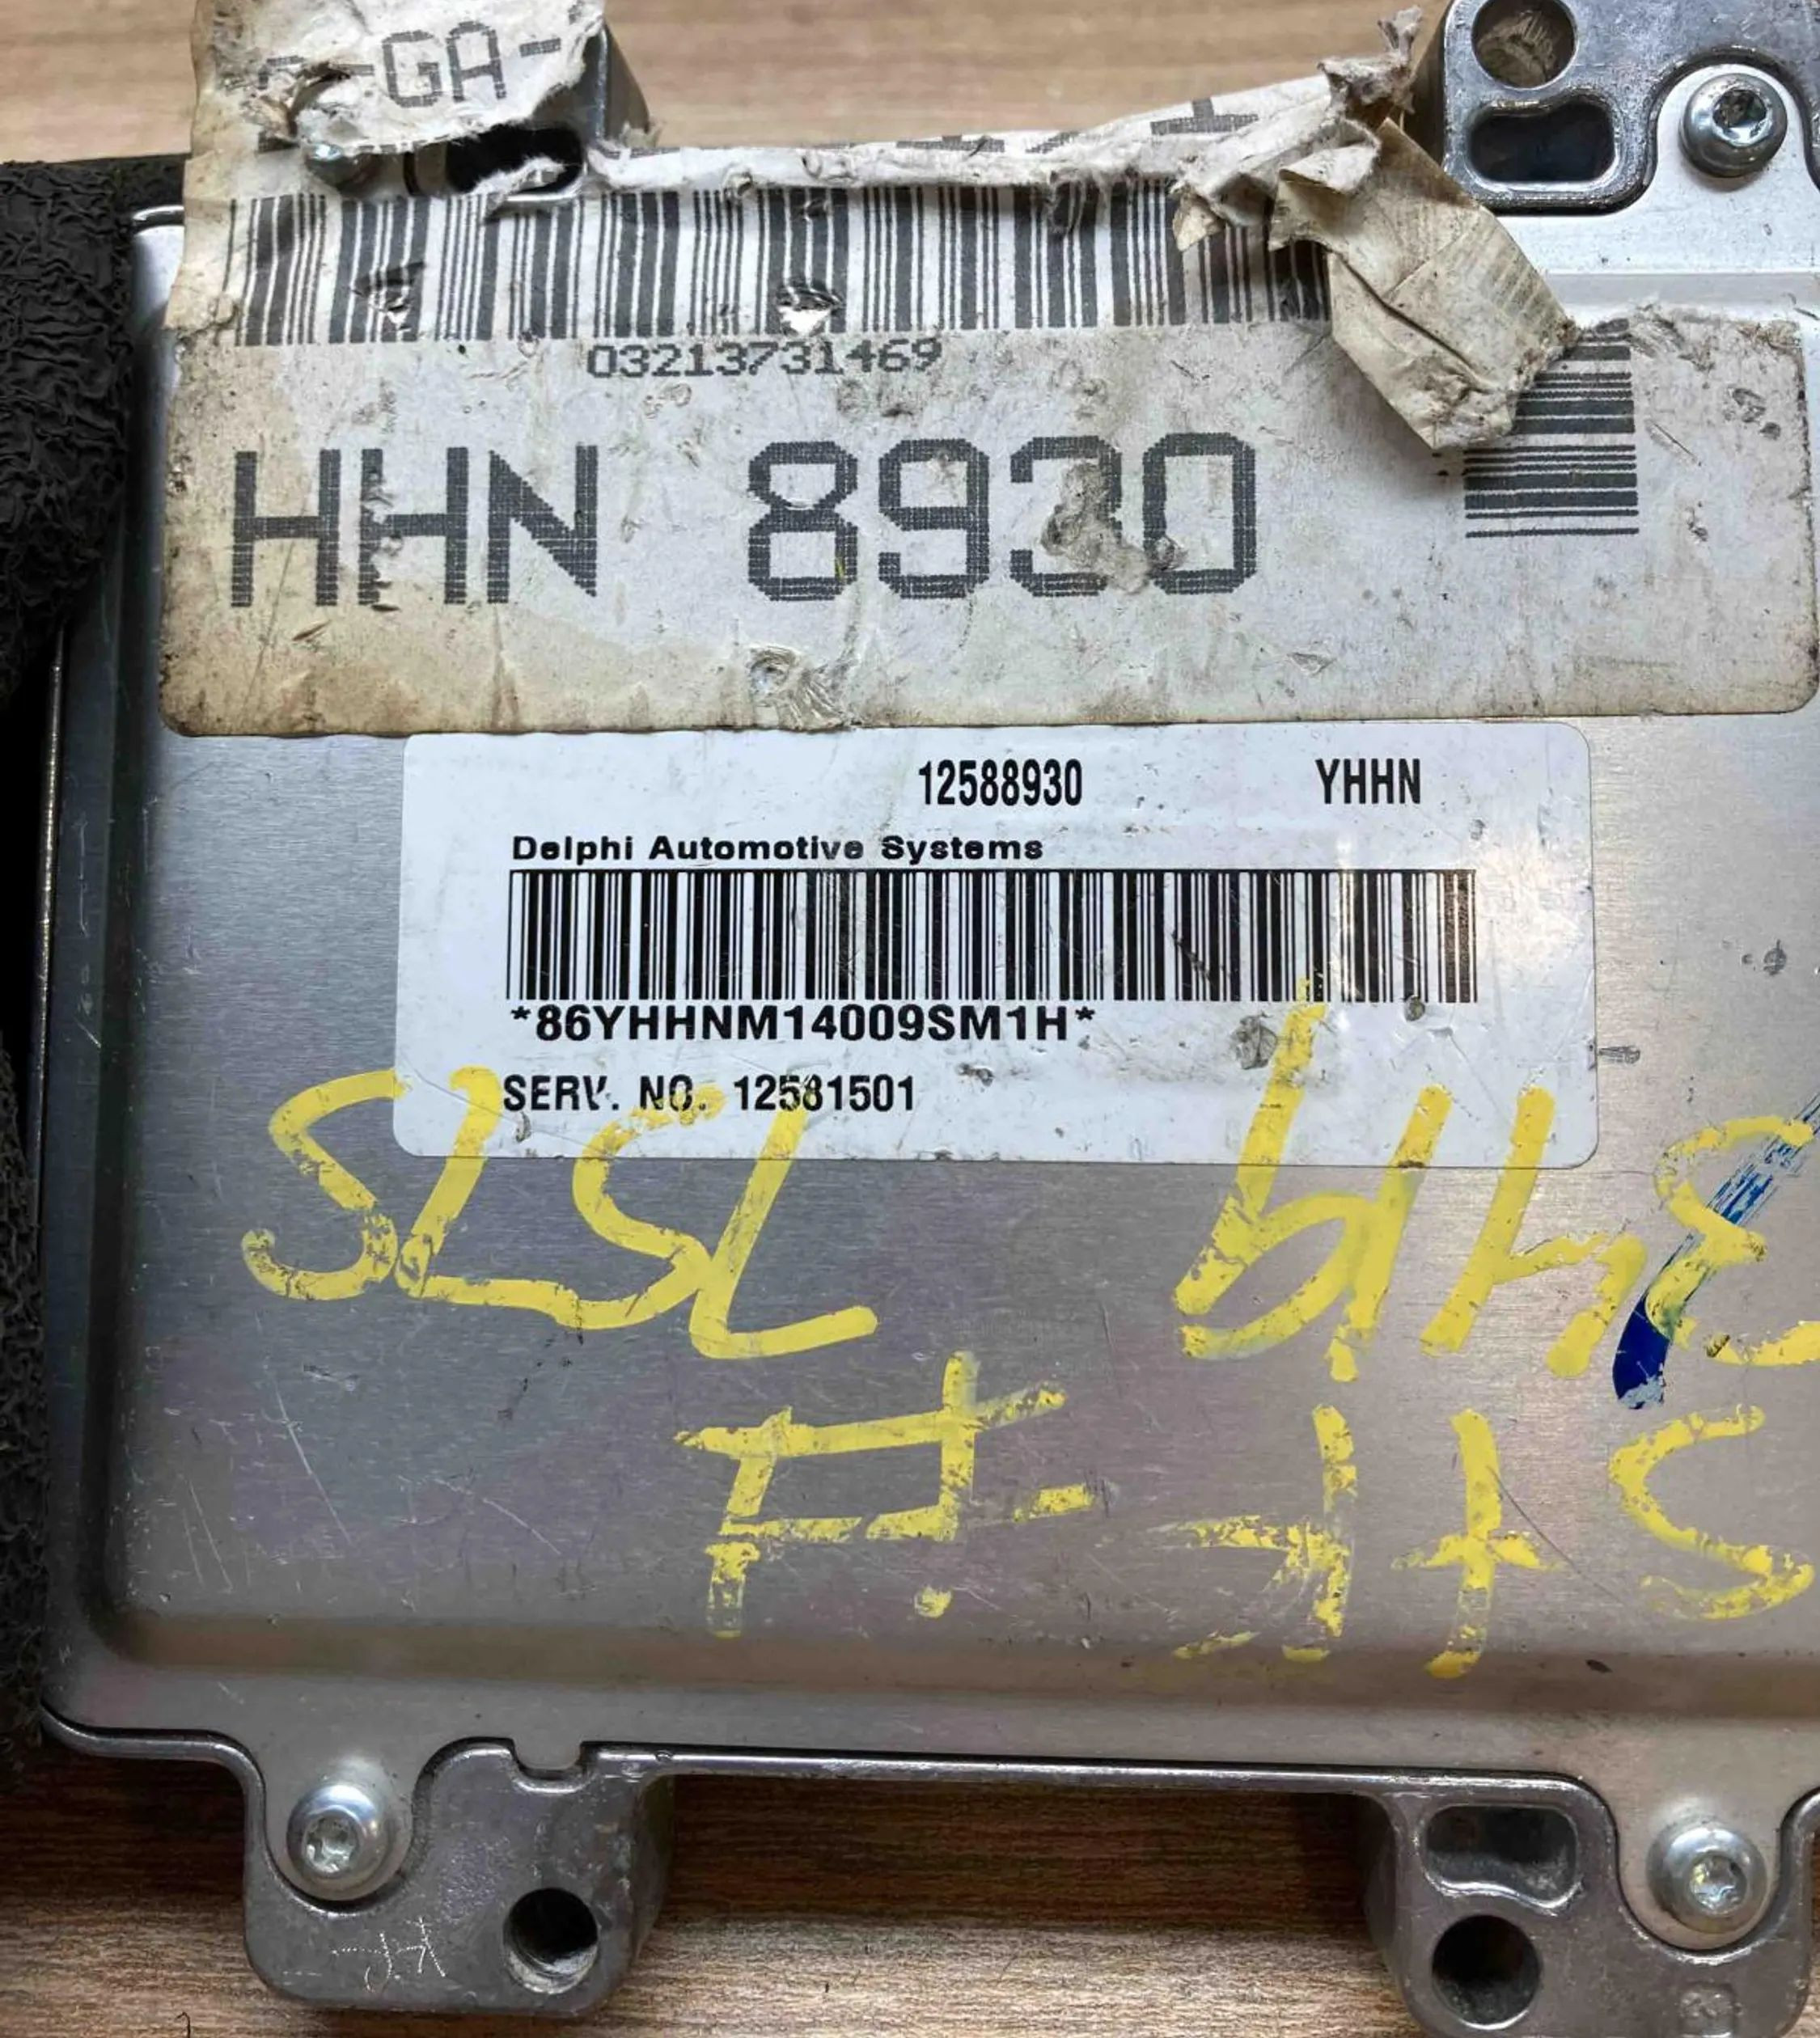 -GA-
03213731469
HHN 8930
12588930 YHHN
Delphi Automotive Systems
*86YHHNM14009SM1H*
SERV. NO. 12581501